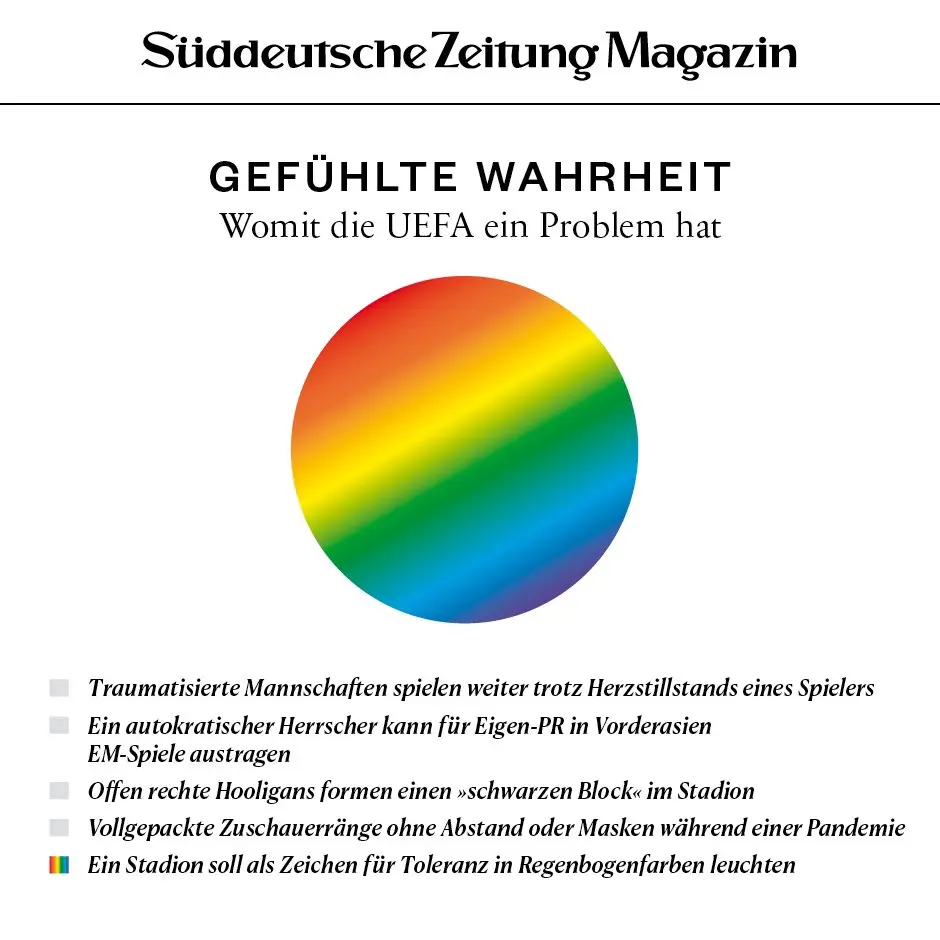 Süddeutsche Zeitung Magazin
GEFÜHLTE WAHRHEIT
Womit die UEFA ein Problem hat
Traumatisierte Mannschaften spielen weiter trotz Herzstillstands eines Spielers
Ein autokratischer Herrscher kann für Eigen-PR in Vorderasien
EM-Spiele austragen
Offen rechte Hooligans formen einen »schwarzen Block« im Stadion
Vollgepackte Zuschauerränge ohne Abstand oder Masken während einer Pandemie
Ein Stadion soll als Zeichen für Toleranz in Regenbogenfarben leuchten